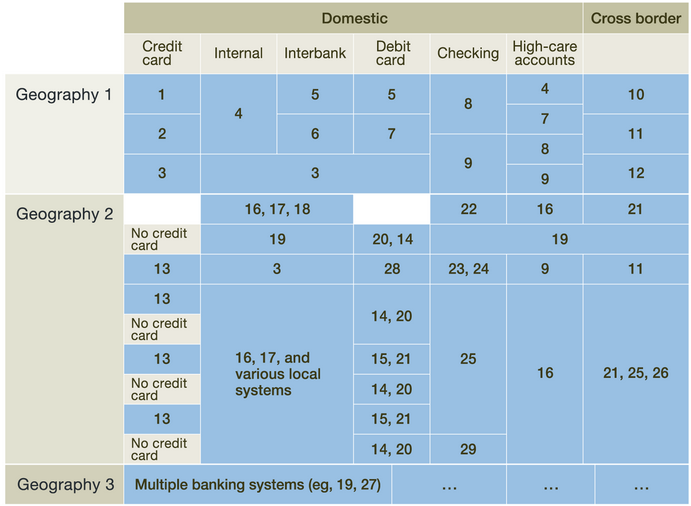 Domestic
Cross border
Credit
card
Internal
Interbank
Debit
card
Checking
High-care
accounts
Geography 1
1
4
5
5
8
4
10
7
2
6
7
11
8
9
3
3
12
9
Geography 2
16, 17, 18
22
16
21
No credit
card
19
20, 14
19
13
3
28
23, 24
9
11
13
14, 20
No credit
card
16, 17, and
various local
systems
13
15, 21
25
16
21, 25, 26
No credit
card
14, 20
13
15, 21
No credit
card
14, 20
29
Geography 3
Multiple banking systems (eg, 19, 27)
...
...
...